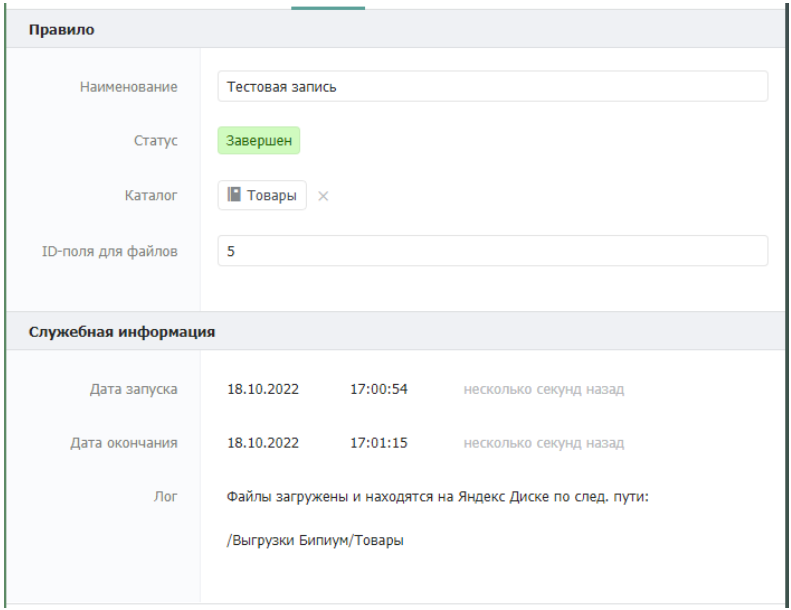 Правило
Наименование Тестовая запись
Статус Завершен
Каталог Товары ×
ID-поля для файлов 5
Служебная информация
Дата запуска 18.10.2022 17:00:54 несколько секунд назад
Дата окончания 18.10.2022 17:01:15 несколько секунд назад
Лог Файлы загружены и находятся на Яндекс Диске по след. пути:
/Выгрузки Бипиум/Товары